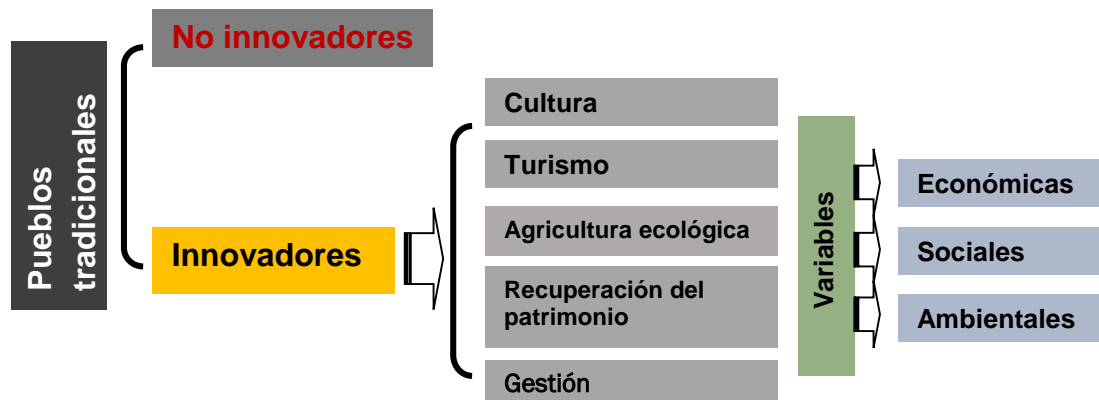 Pueblos
tradicionales
No innovadores
Innovadores
Cultura
Turismo
Agricultura ecológica
Recuperación del
patrimonio
Gestión
Variables
Económicas
Sociales
Ambientales